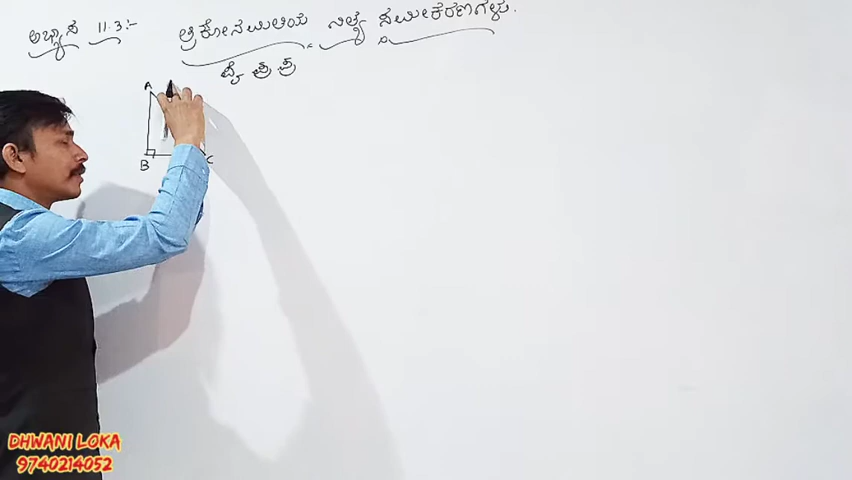 ಅಭ್ಯಾಸ 11.3:- ತ್ರಿಕೋನಮಿತಿಯ ನಿತ್ಯ ಸಮೀಕರಣಗಳು.
ಪೈ ಪ್ರ ಪ್ರ
A
B C
DHWANI LOKA
9740214052